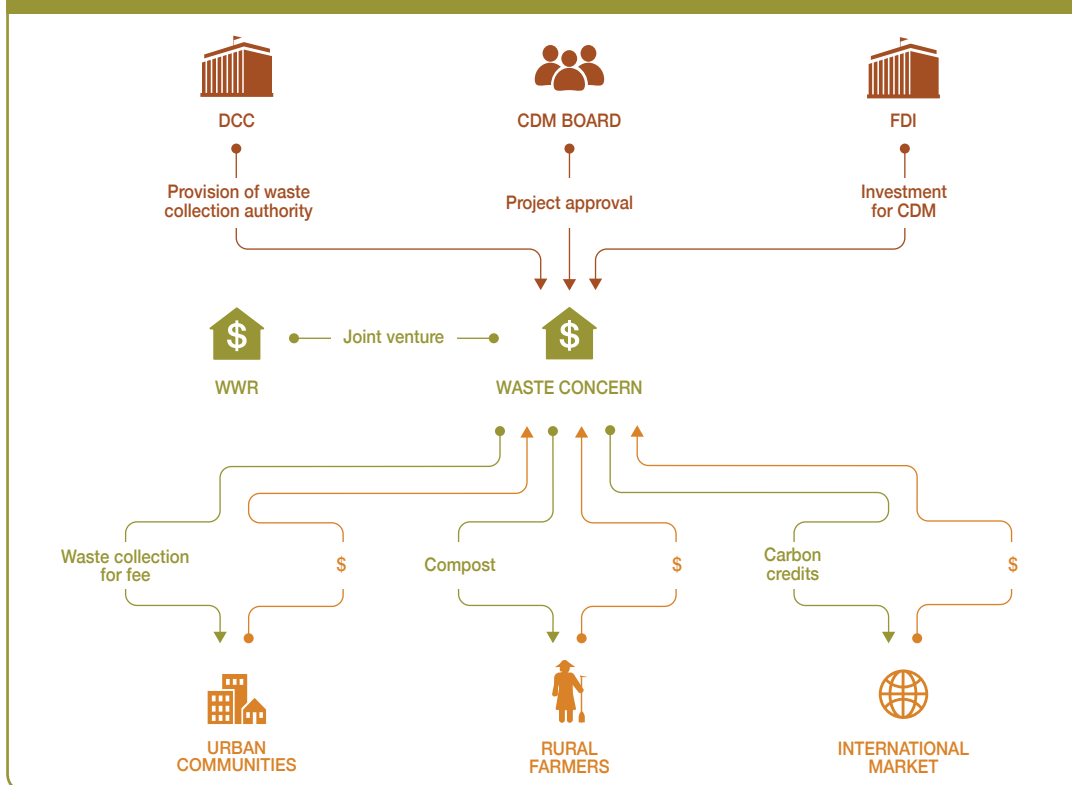 DCC
CDM BOARD
FDI
Provision of waste
collection authority
Project approval
Investment
for CDM
$
Joint venture
$
WWR
WASTE CONCERN
Waste collection
for fee
$
Compost
$
Carbon
credits
$
URBAN
COMMUNITIES
RURAL
FARMERS
INTERNATIONAL
MARKET